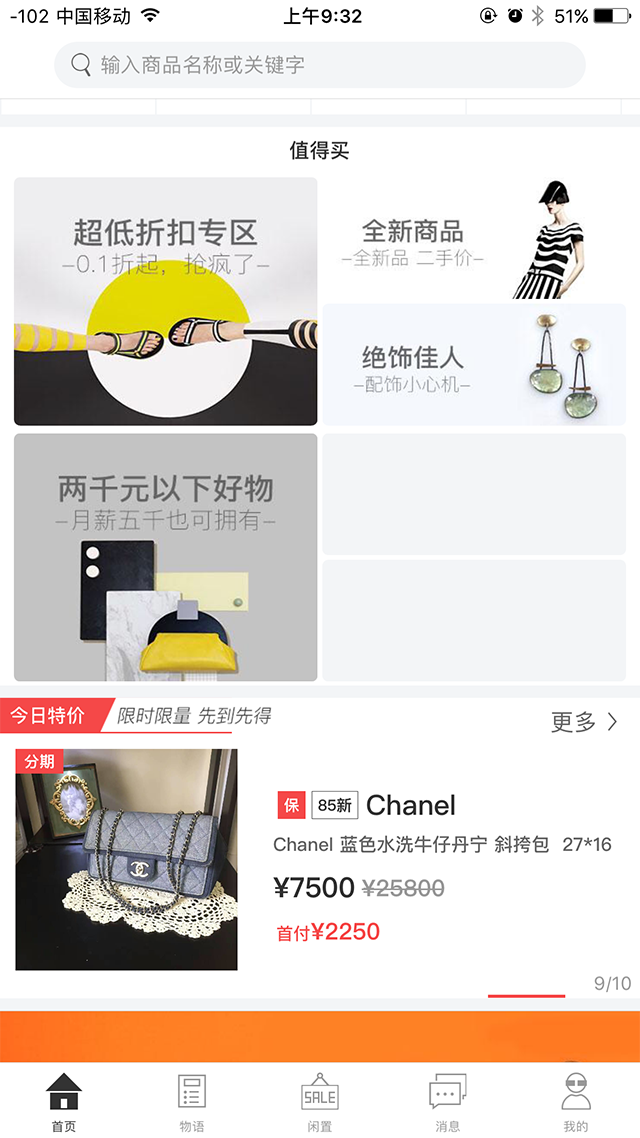 -102 中国移动 上午9:32 51%
输入商品名称或关键字
值得买
超低折扣专区
–0.1折起，抢疯了–
全新商品
–全新品 二手价–
绝饰佳人
–配饰小心机–
两千元以下好物
–月薪五千也可拥有–
今日特价 限时限量 先到先得 更多
分期
保 85新 Chanel
Chanel 蓝色水洗牛仔丹宁 斜挎包 27*16
¥7500 ¥25800
首付¥2250
9/10
SALE
首页 物语 闲置 消息 我的